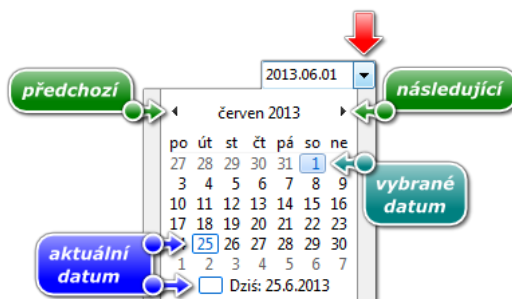 2013.06.01
předchozí
následující
červen 2013
po út st čt pá so ne
27 28 29 30 31 1
3 4 5 6 7 8 9
vybrané
datum
10 11 12 13 14 15 16
17 18 19 20 21 22 23
25 26 27 28 29 30
aktuální
datum
1 2 3 4 5 6 7
Dziś: 25.6.2013